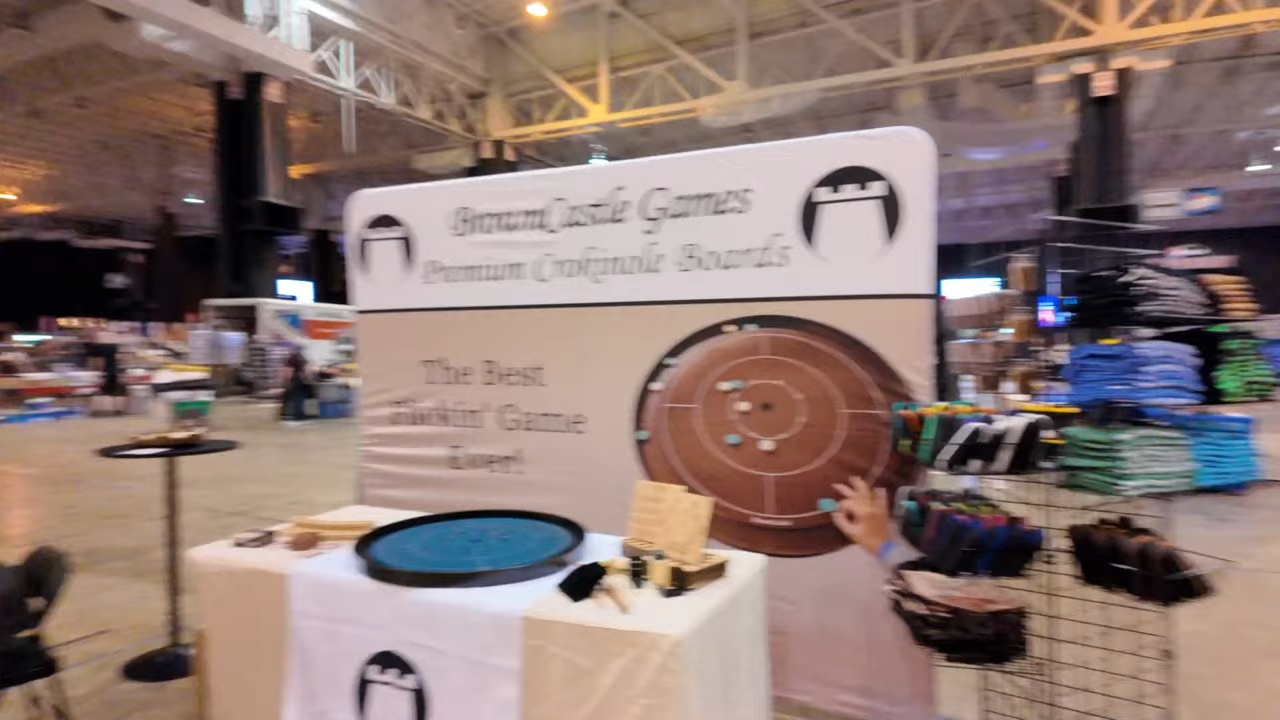 BrownCastle Games
Premium Crokinole Boards
The Best
Flickin' Game
Ever!